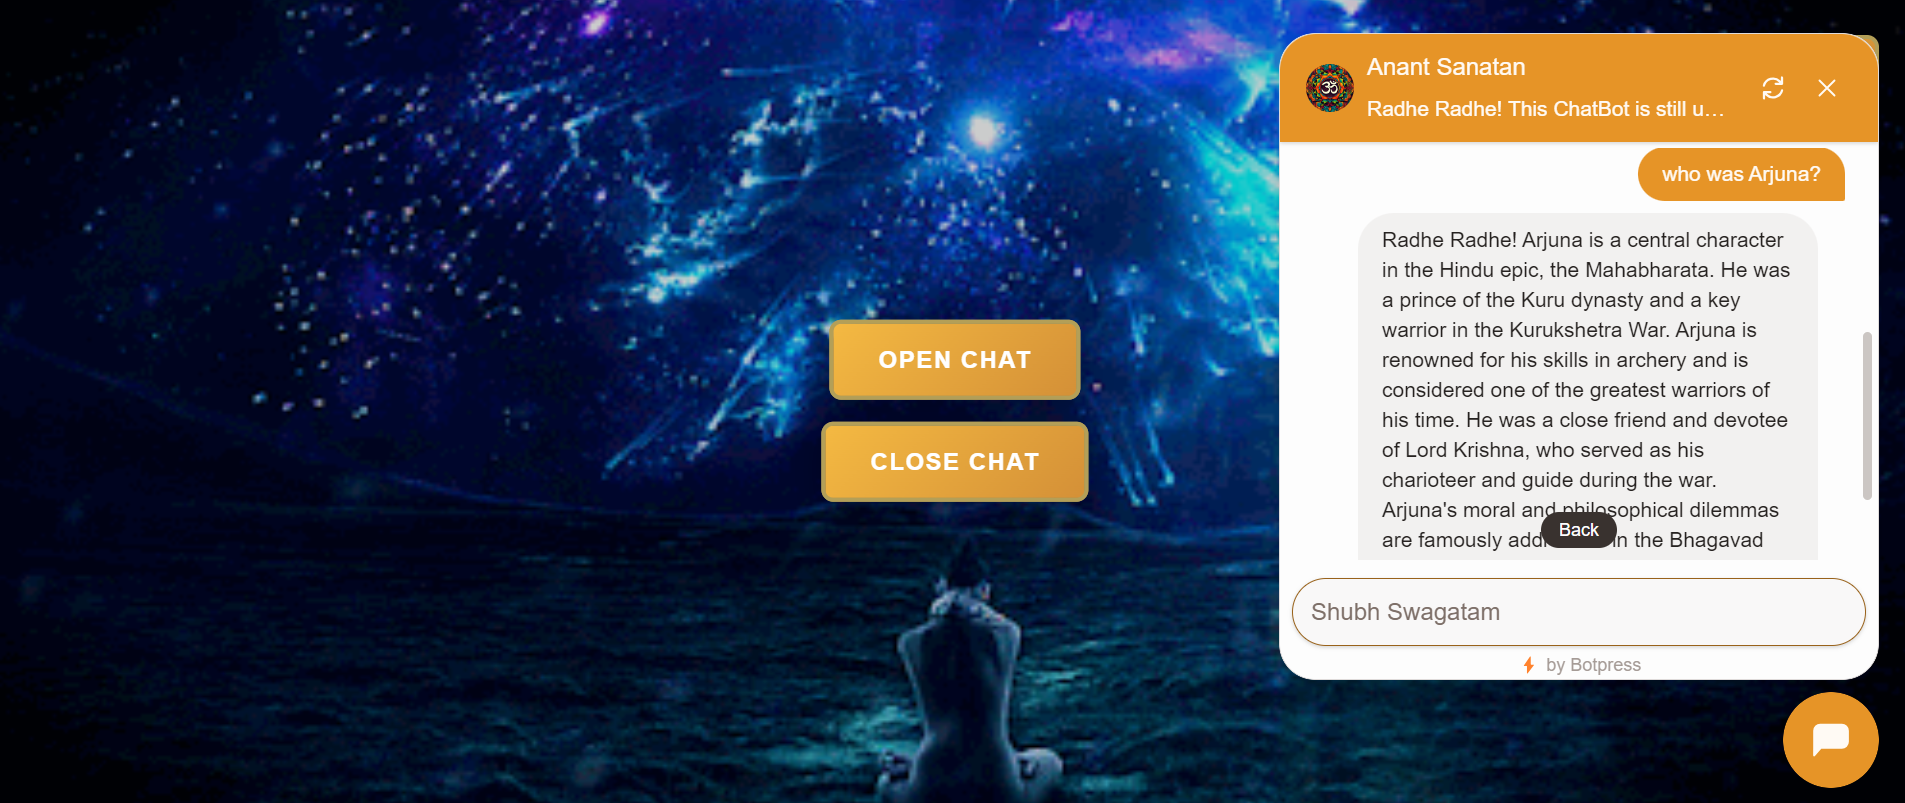 Anant Sanatan
Radhe Radhe! This ChatBot is still u...
who was Arjuna?
Radhe Radhe! Arjuna is a central character
in the Hindu epic, the Mahabharata. He was
a prince of the Kuru dynasty and a key
warrior in the Kurukshetra War. Arjuna is
renowned for his skills in archery and is
considered one of the greatest warriors of
his time. He was a close friend and devotee
of Lord Krishna, who served as his
charioteer and guide during the war.
Arjuna's moral and philosophical dilemmas
are famously in the Bhagavad
Back
Shubh Swagatam
by Botpress
OPEN CHAT
CLOSE CHAT
ॐ